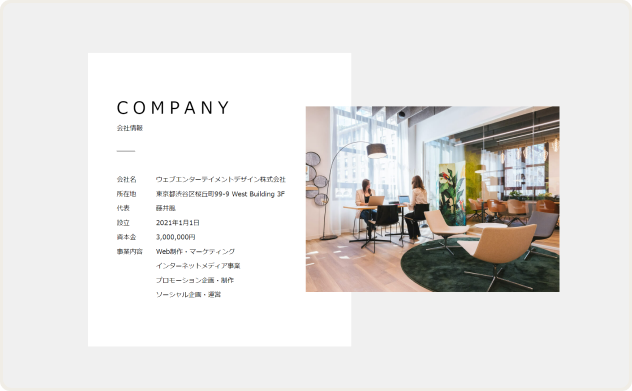 COMPANY
会社情報
会社名 ウェブエンターテイメントデザイン株式会社
所在地 東京都渋谷区桜丘町99-9 West Building 3F
代表 藤井風
設立 2021年1月1日
資本金 3,000,000円
事業内容 Web制作・マーケティング
インターネットメディア事業
プロモーション企画・制作
ソーシャル企画・運営